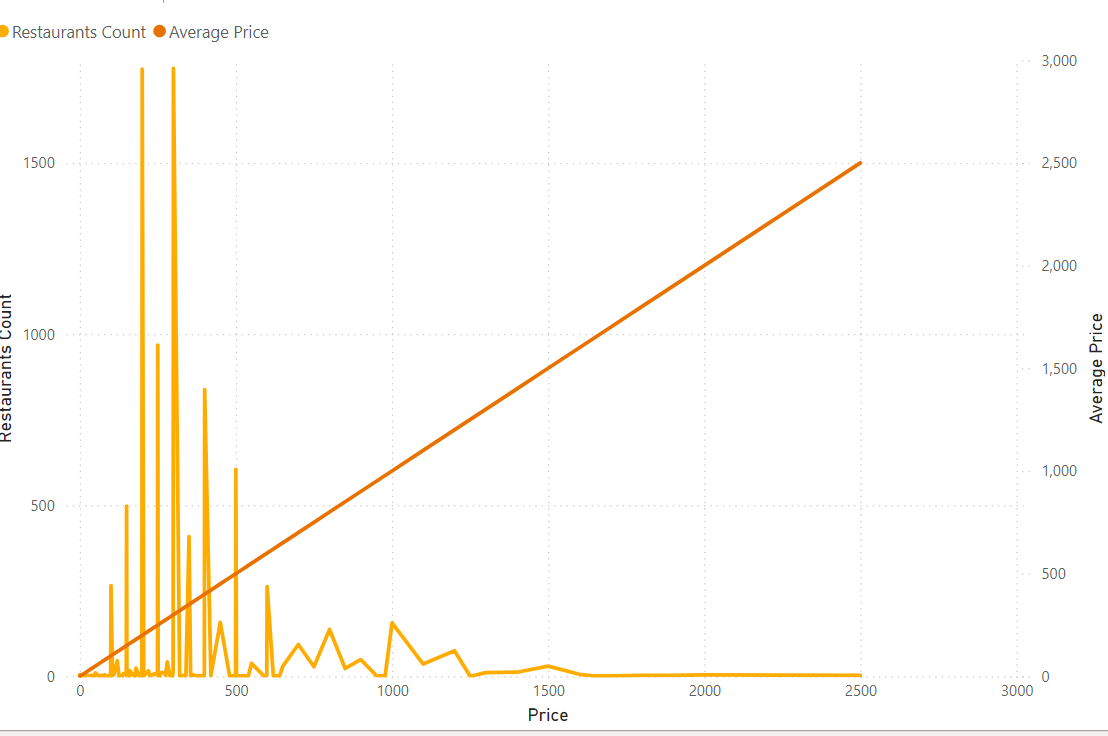 Restaurants Count Average Price
3,000
1500 2,500
2,000
1000
1,500
Restaurants Count
Average Price
500 1,000
500
0 0
0 500 1000 1500 2000 2500 3000
Price